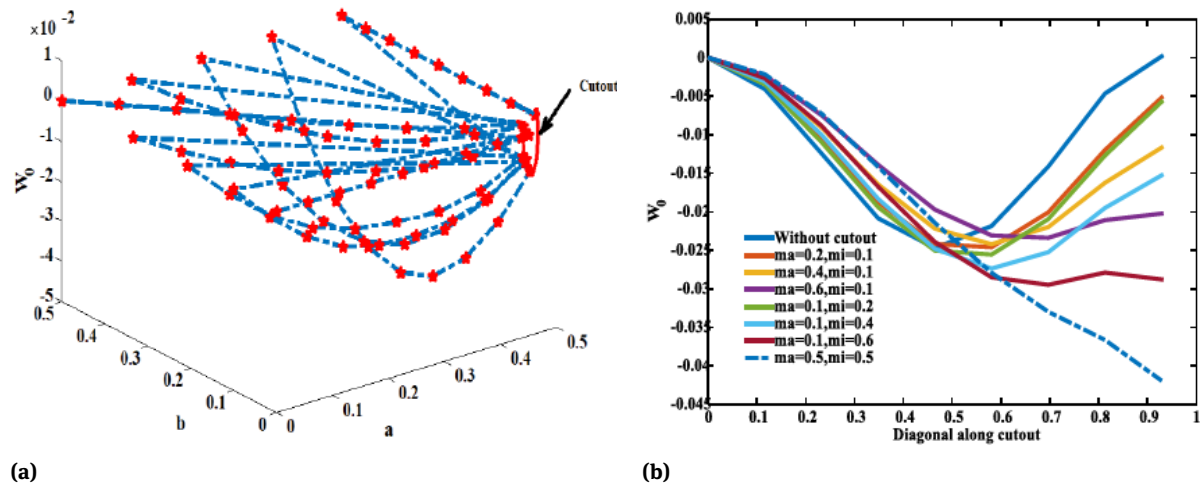 ×10⁻²
1
0
-1
-2
-3
-4
-5
W₀
0.5
0.4
0.3
0.2
0.1
0
b
0
0.1
0.2
0.3
0.4
0.5
a
Cutout
(a)
0.005
0
-0.005
-0.01
-0.015
-0.02
-0.025
-0.03
-0.035
-0.04
-0.045
W₀
Without cutout
ma=0.2,mi=0.1
ma=0.4,mi=0.1
ma=0.6,mi=0.1
ma=0.1,mi=0.2
ma=0.1,mi=0.4
ma=0.1,mi=0.6
ma=0.5,mi=0.5
0 0.1 0.2 0.3 0.4 0.5 0.6 0.7 0.8 0.9 1
Diagonal along cutout
(b)